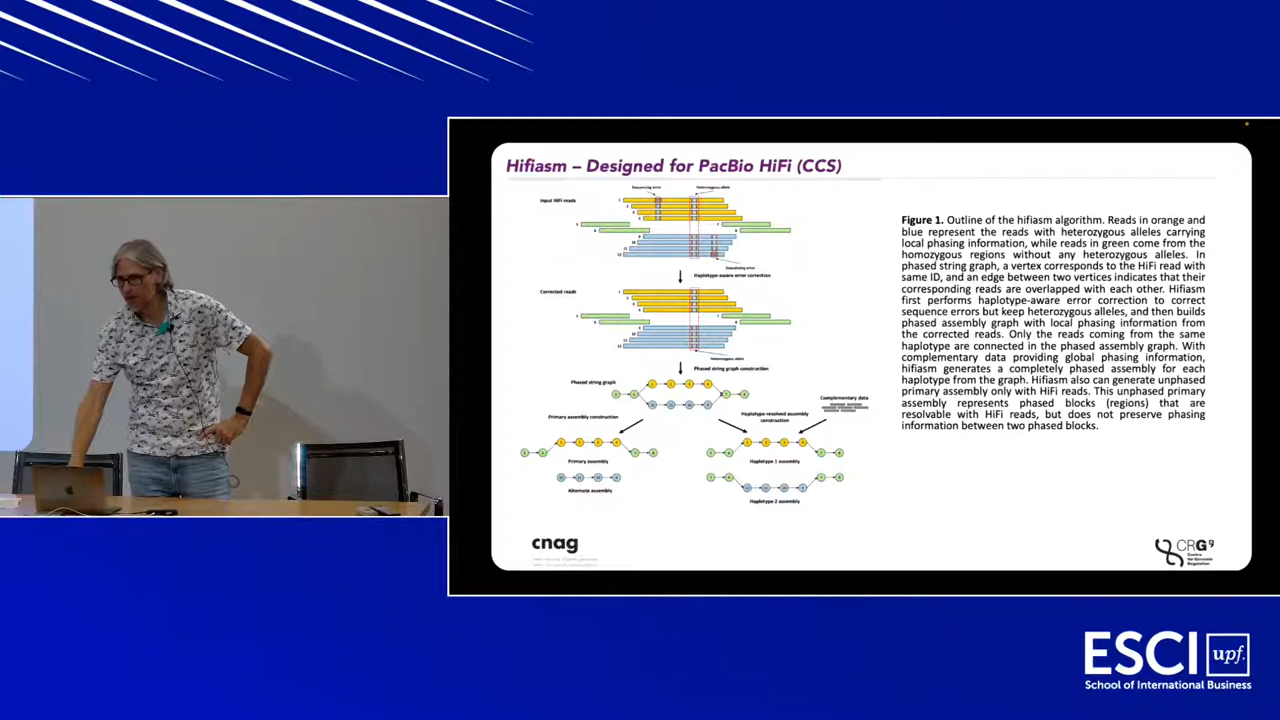 Hifiasm – Designed for PacBio HiFi (CCS)
Sequencing error
Heterozygous allele
Input HiFi reads
Sequencing error
Haplotype-aware error correction
Corrected reads
Heterozygous allele
Phased string graph construction
Phased string graph
Complementary data
Primary assembly construction
Haplotype-resolved assembly
construction
Primary assembly
Haplotype 1 assembly
Alternate assembly
Haplotype 2 assembly
Figure 1. Outline of the hifiasm algorithm. Reads in orange and
blue represent the reads with heterozygous alleles carrying
local phasing information, while reads in green come from the
homozygous regions without any heterozygous alleles. In
phased string graph, a vertex corresponds to the HiFi read with
same ID, and an edge between two vertices indicates that their
corresponding reads are overlapped with each other. Hifiasm
first performs haplotype-aware error correction to correct
sequence errors but keep heterozygous alleles, and then builds
phased assembly graph with local phasing information from
the corrected reads. Only the reads coming from the same
haplotype are connected in the phased assembly graph. With
complementary data providing global phasing information,
hifiasm generates a completely phased assembly for each
haplotype from the graph. Hifiasm also can generate unphased
primary assembly only with HiFi reads. This unphased primary
assembly represents phased blocks (regions) that are
resolvable with HiFi reads, but does not preserve phasing
information between two phased blocks.
cnag
CRG
Centre
for Genomic
Regulation
ESCI upf.
School of International Business